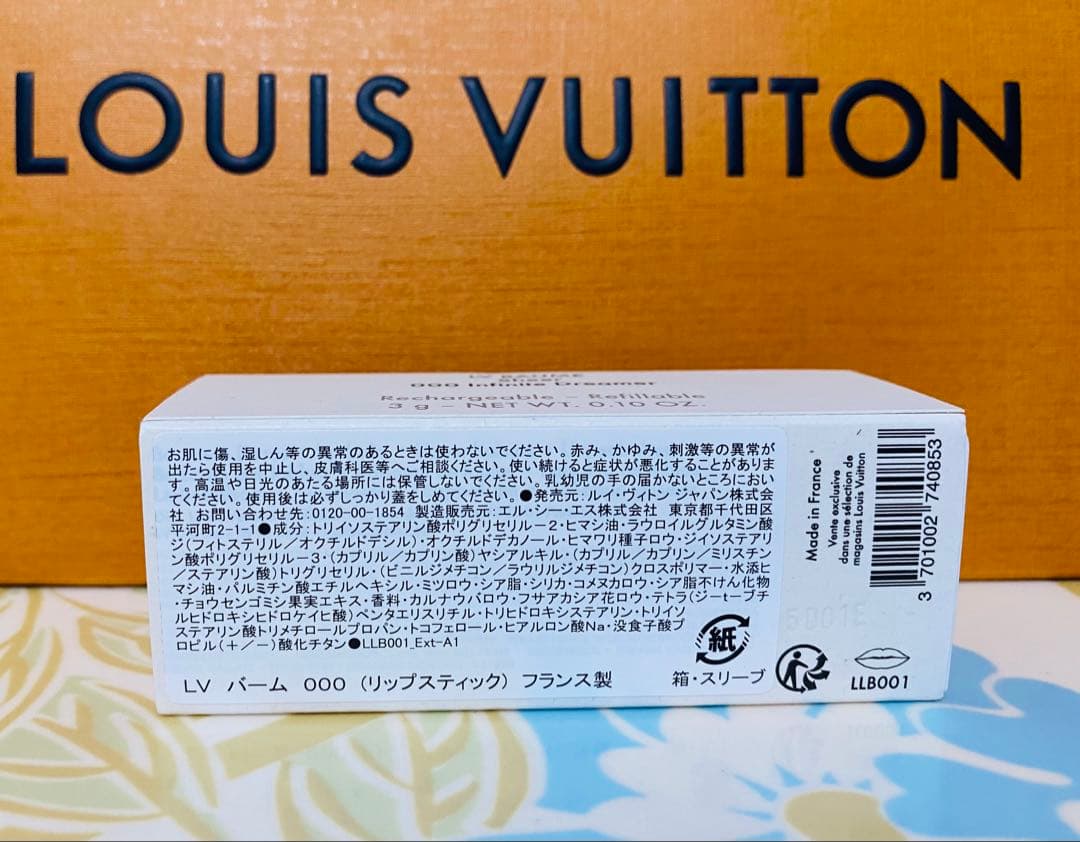 LOUIS VUITTON
LV BAUME
Sheer
000 Infinite Dreamer
Rechargeable – Refillable
3 g – NET WT. 0.10 OZ.
お肌に傷、湿しん等の異常のあるときは使わないでください。赤み、かゆみ、刺激等の異常が
出たら使用を中止し、皮膚科医等へご相談ください。使い続けると症状が悪化することがありま
す。高温や日光のあたる場所には保管しないでください。乳幼児の手の届かないところにおい
てください。使用後は必ずしっかり蓋をしめてください。●発売元:ルイ・ヴィトン ジャパン株式会
社 お問い合わせ先:0120-00-1854 製造販売元:エル・シー・エス株式会社 東京都千代田区
平河町2-1-1●成分:トリイソステアリン酸ポリグリセリル-2・ヒマシ油・ラウロイルグルタミン酸
ジ(フィトステリル/オクチルドデシル)・オクチルドデカノール・ヒマワリ種子ロウ・ジイソステアリ
ン酸ポリグリセリル-3・(カプリル/カプリン酸)ヤシアルキル・(カプリル/カプリン/ミリスチン
/ステアリン酸)トリグリセリル・(ビニルジメチコン/ラウリルジメチコン)クロスポリマー・水添ヒ
マシ油・パルミチン酸エチルヘキシル・ミツロウ・シア脂・シリカ・コメヌカロウ・シア脂不けん化物
・チョウセンゴミシ果実エキス・香料・カルナウバロウ・フサアカシア花ロウ・テトラ(ジーtーブチ
ルヒドロキシヒドロケイヒ酸)ペンタエリスリチル・トリヒドロキシステアリン・トリイソ
ステアリン酸トリメチロールプロパン・トコフェロール・ヒアルロン酸Na・没食子酸プ
ロピル(+/-)酸化チタン●LLB001_Ext-A1
LV バーム 000 (リップスティック) フランス製
紙
箱・スリーブ
Made in France
Vente exclusive
dans une sélection de
magasins Louis Vuitton
3 701002 740853
5D01E
LLB001